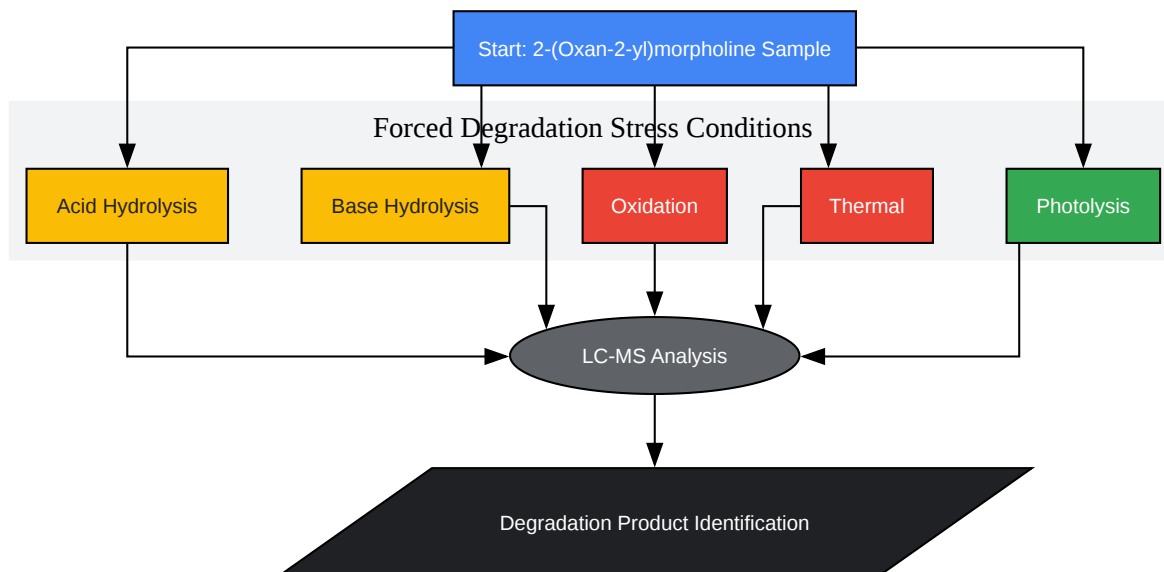 Start: 2-(Oxan-2-yl)morpholine Sample
Forced Degradation Stress Conditions
Acid Hydrolysis
Base Hydrolysis
Oxidation
Thermal
Photolysis
LC-MS Analysis
Degradation Product Identification